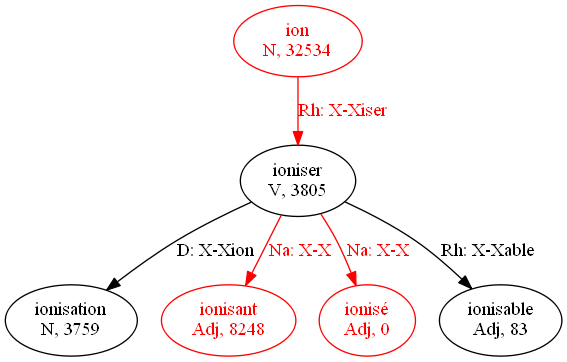 ion
N, 32534
Rh: X-Xiser
ioniser
V, 3805
D: X-Xion
Na: X-X
Na: X-X
Rh: X-Xable
ionisation
N, 3759
ionisant
Adj, 8248
ionisé
Adj, 0
ionisable
Adj, 83